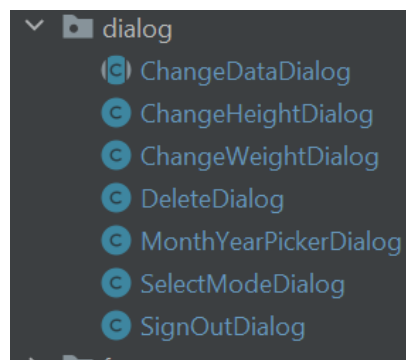 dialog
C ChangeDataDialog
C ChangeHeightDialog
C ChangeWeightDialog
C DeleteDialog
C MonthYearPickerDialog
C SelectModeDialog
C SignOutDialog